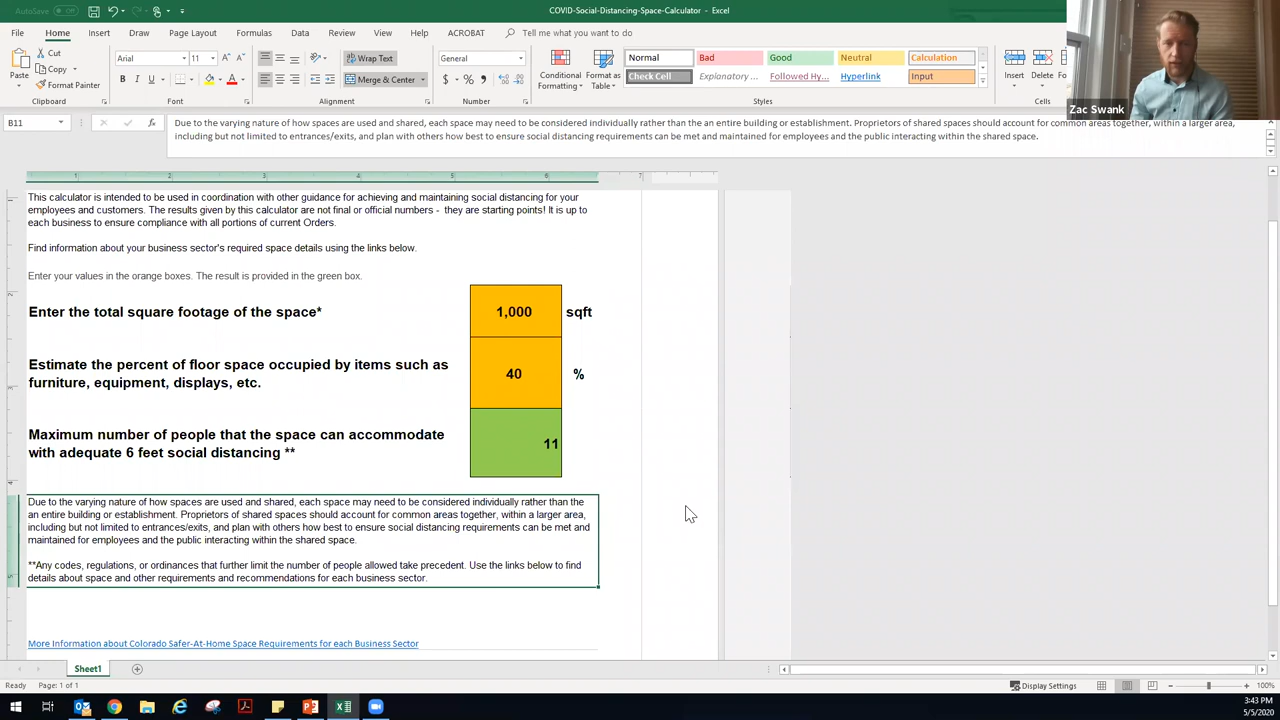 AutoSave Off
COVID-Social-Distancing-Space-Calculator - Excel
File Home Insert Draw Page Layout Formulas Data Review View Help ACROBAT Tell me what you want to do
Paste Cut Copy Format Painter
Clipboard
Arial 11
B I U
Font
Wrap Text
Merge & Center
Alignment
General
$ % ,
Number
Conditional Formatting Format as Table
Normal Bad Good Neutral Calculation
Check Cell Explanatory ... Followed Hy... Hyperlink Input
Styles
Insert Delete
Cells
Zac Swank
B11
fx
Due to the varying nature of how spaces are used and shared, each space may need to be considered individually rather than the an entire building or establishment. Proprietors of shared spaces should account for common areas together, within a larger area,
including but not limited to entrances/exits, and plan with others how best to ensure social distancing requirements can be met and maintained for employees and the public interacting within the shared space.
1 2 3 4 5 6 7
This calculator is intended to be used in coordination with other guidance for achieving and maintaining social distancing for your
employees and customers. The results given by this calculator are not final or official numbers - they are starting points! It is up to
each business to ensure compliance with all portions of current Orders.
Find information about your business sector's required space details using the links below.
Enter your values in the orange boxes. The result is provided in the green box.
Enter the total square footage of the space* 1,000 sqft
Estimate the percent of floor space occupied by items such as
furniture, equipment, displays, etc.
40 %
Maximum number of people that the space can accommodate
with adequate 6 feet social distancing **
11
Due to the varying nature of how spaces are used and shared, each space may need to be considered individually rather than the
an entire building or establishment. Proprietors of shared spaces should account for common areas together, within a larger area,
including but not limited to entrances/exits, and plan with others how best to ensure social distancing requirements can be met and
maintained for employees and the public interacting within the shared space.
**Any codes, regulations, or ordinances that further limit the number of people allowed take precedent. Use the links below to find
details about space and other requirements and recommendations for each business sector.
More Information about Colorado Safer-At-Home Space Requirements for each Business Sector
Sheet1
Ready Page: 1 of 1
Display Settings 100%
3:43 PM
5/5/2020